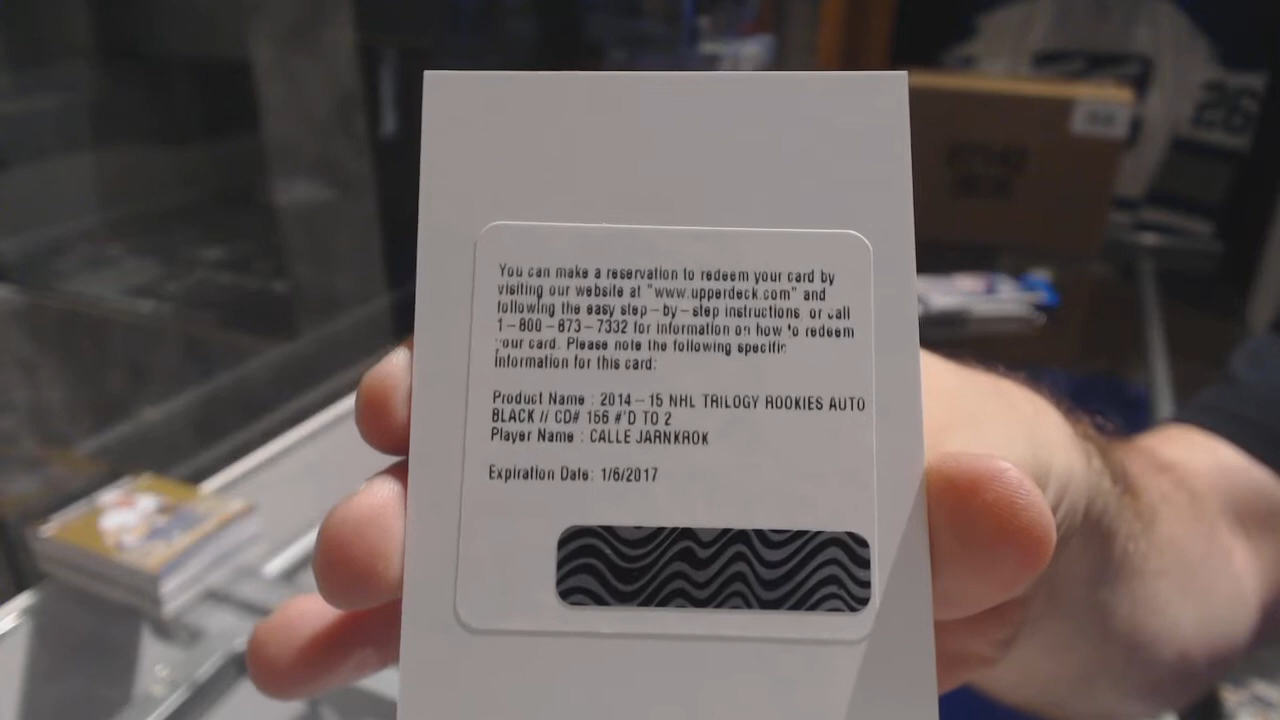 You can make a reservation to redeem your card by
visiting our website at "www.upperdeck.com" and
following the easy step-by-step instructions, or call
1-800-873-7332 for information on how to redeem
your card. Please note the following specific
information for this card:
Product Name : 2014-15 NHL TRILOGY ROOKIES AUTO
BLACK // CD# 156 #'D TO 2
Player Name : CALLE JARNKROK
Expiration Date: 1/6/2017
26